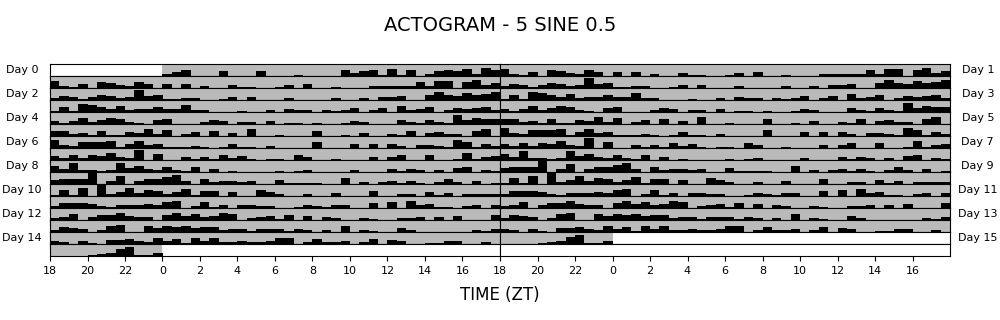 ACTOGRAM - 5 SINE 0.5
Day 0 Day 1
Day 2 Day 3
Day 4 Day 5
Day 6 Day 7
Day 8 Day 9
Day 10 Day 11
Day 12 Day 13
Day 14 Day 15
18 20 22 0 2 4 6 8 10 12 14 16 18 20 22 0 2 4 6 8 10 12 14 16
TIME (ZT)